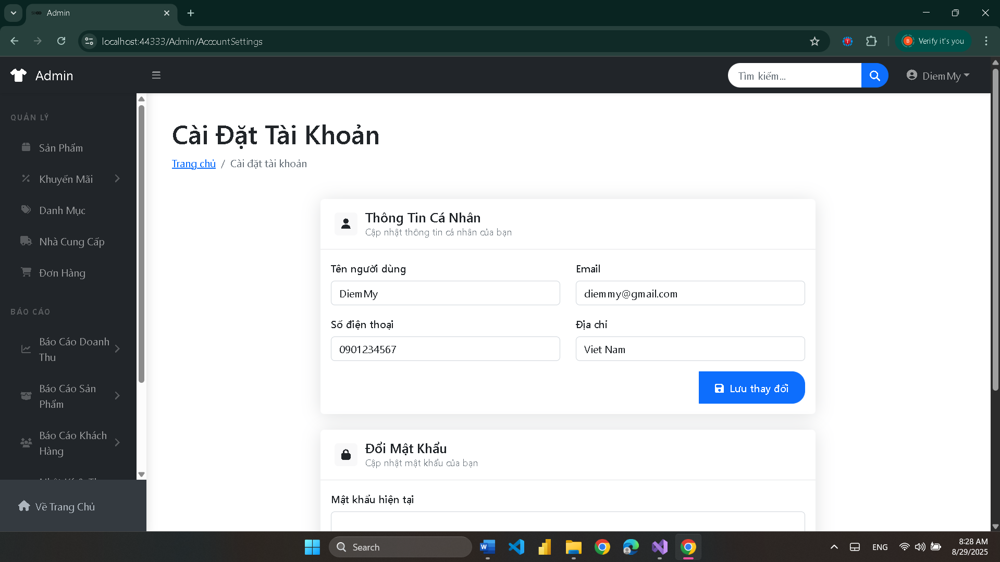 Admin
localhost:44333/Admin/AccountSettings
B
Verify it's you
Admin
Tìm kiếm...
DiemMy
QUẢN LÝ
Sản Phẩm
Khuyến Mãi
Danh Mục
Nhà Cung Cấp
Đơn Hàng
BÁO CÁO
Báo Cáo Doanh
Thu
Báo Cáo Sản
Phẩm
Báo Cáo Khách
Hàng
Về Trang Chủ
Cài Đặt Tài Khoản
Trang chủ / Cài đặt tài khoản
Thông Tin Cá Nhân
Cập nhật thông tin cá nhân của bạn
Tên người dùng
DiemMy
Email
diemmy@gmail.com
Số điện thoại
0901234567
Địa chỉ
Viet Nam
Lưu thay đổi
Đổi Mật Khẩu
Cập nhật mật khẩu của bạn
Mật khẩu hiện tại
Search
ENG
8:28 AM
8/29/2025